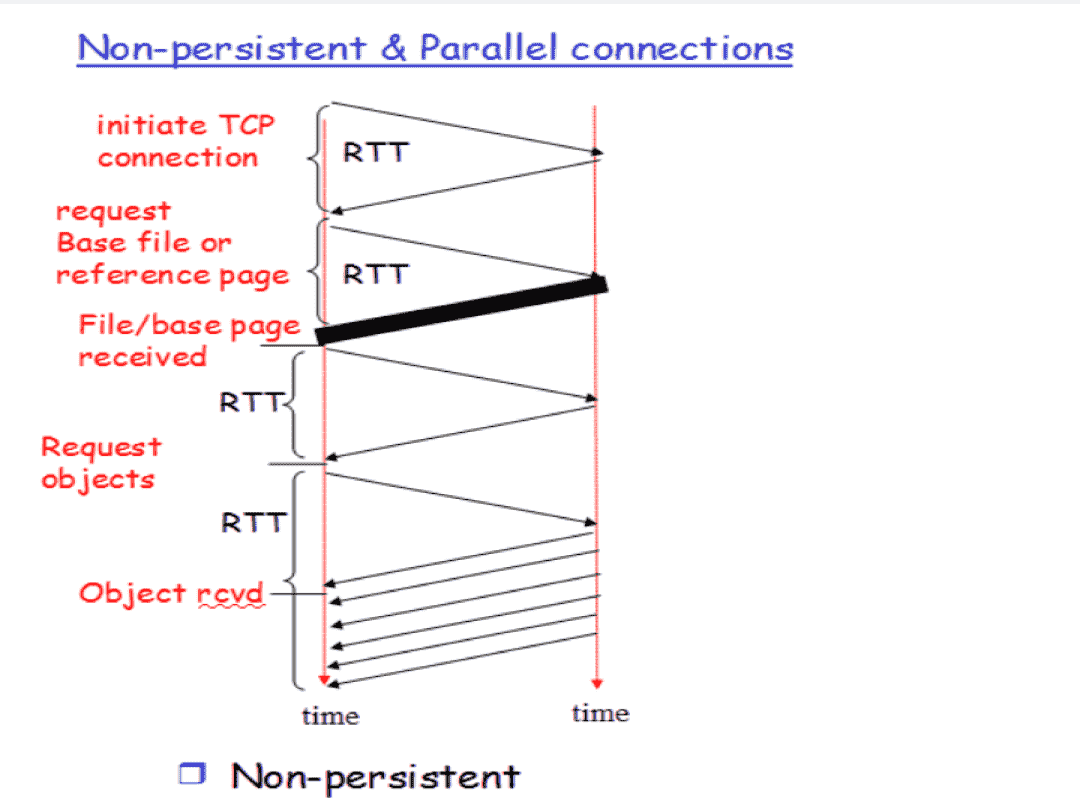 Non-persistent & Parallel connections
initiate TCP
connection
RTT
request
Base file or
reference page
RTT
File/base page
received
RTT
Request
objects
RTT
Object rcvd
time
time
Non-persistent